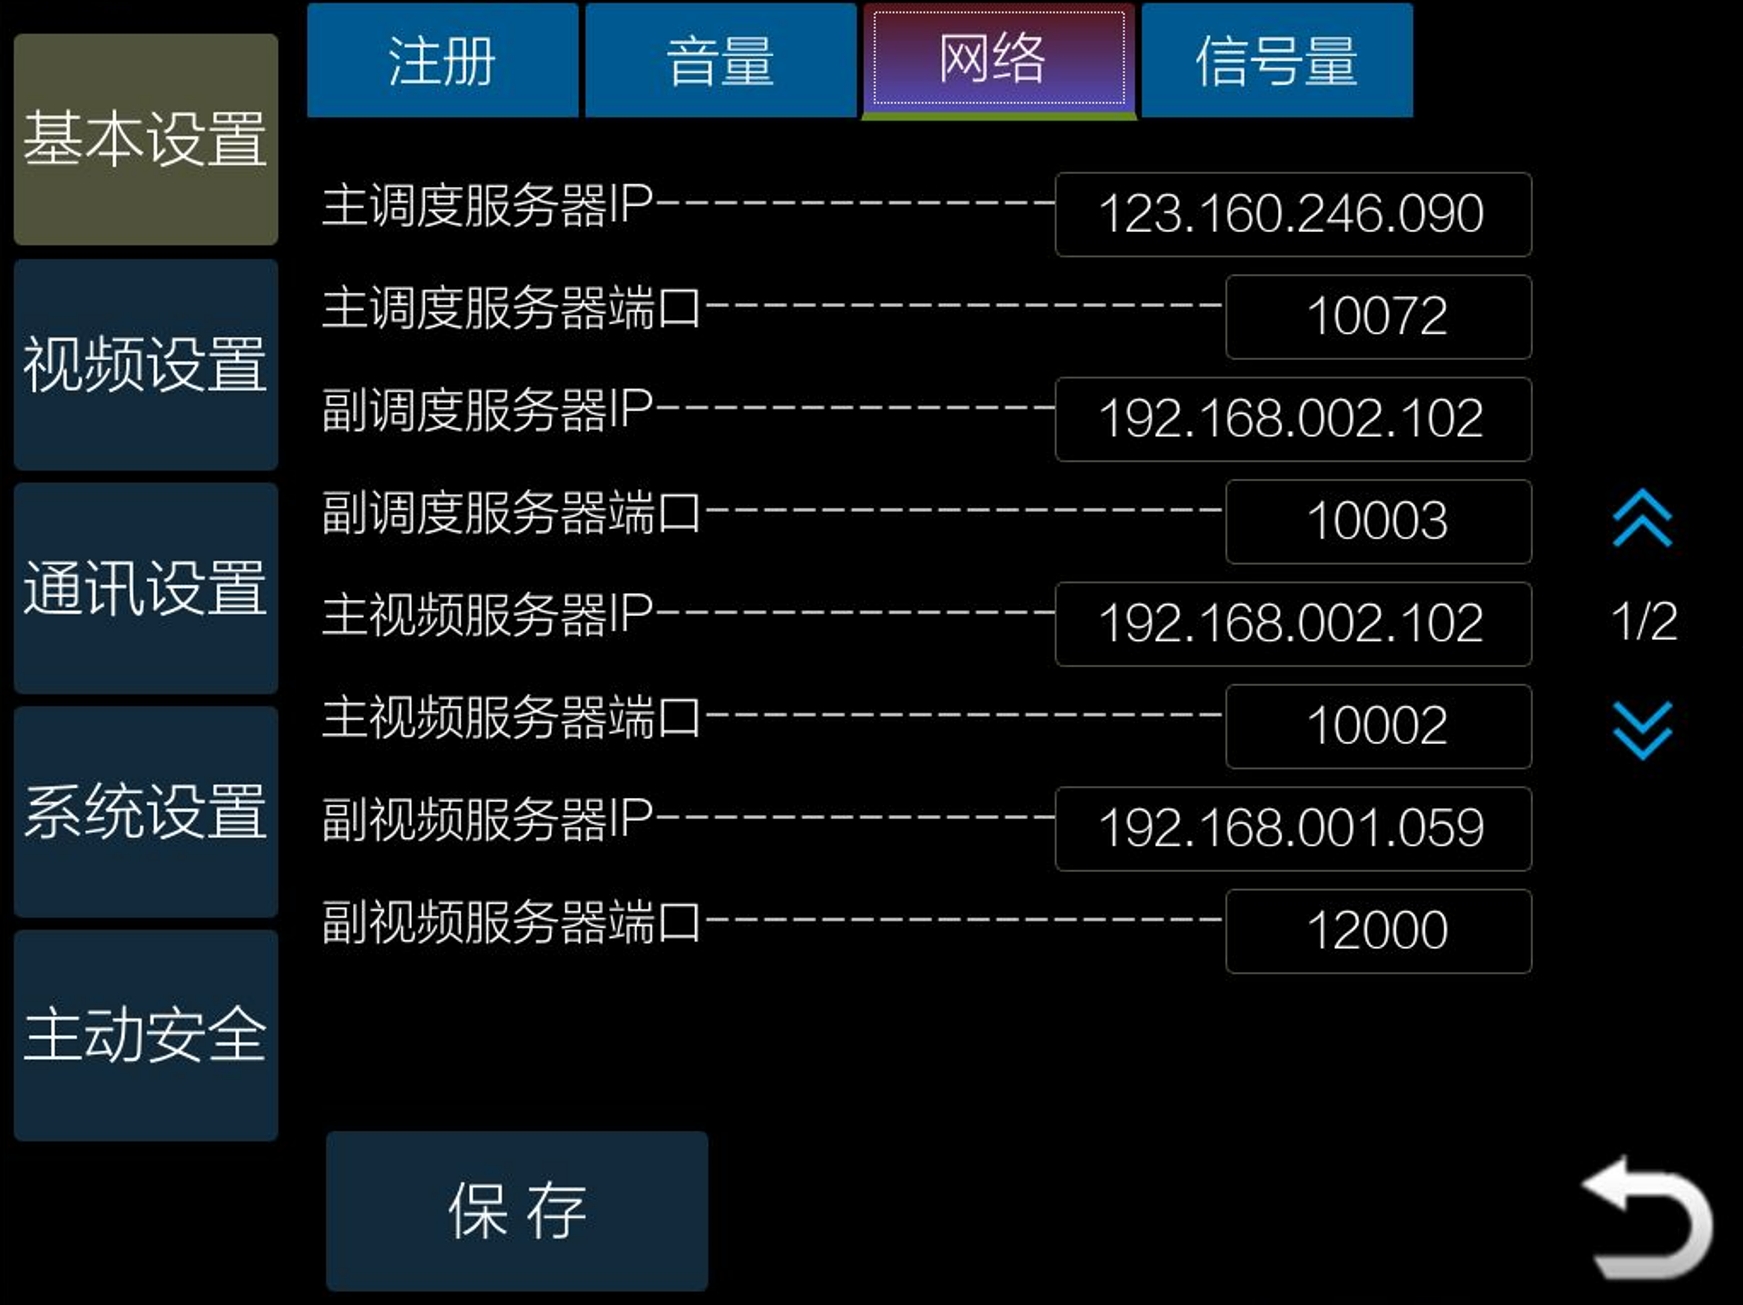 注册
音量
网络
信号量
基本设置
视频设置
通讯设置
系统设置
主动安全
主调度服务器IP--------------123.160.246.090
主调度服务器端口------------------10072
副调度服务器IP--------------192.168.002.102
副调度服务器端口------------------10003
主视频服务器IP--------------192.168.002.102
主视频服务器端口------------------10002
副视频服务器IP--------------192.168.001.059
副视频服务器端口------------------12000
1/2
保 存